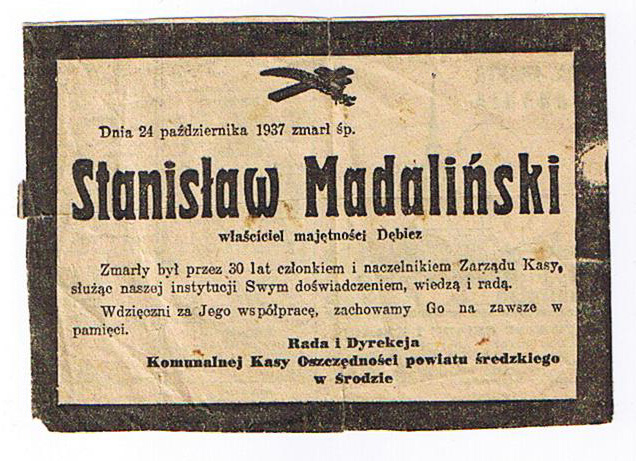 Dnia 24 października 1937 zmarł śp.
Stanisław Madaliński
właściciel majętności Dębicz
Zmarły był przez 30 lat członkiem i naczelnikiem Zarządu Kasy,
służąc naszej instytucji Swym doświadczeniem, wiedzą i radą.
Wdzięczni za Jego współpracę, zachowamy Go na zawsze w
pamięci.
Rada i Dyrekcja
Komunalnej Kasy Oszczędności powiatu średzkiego
w Środzie